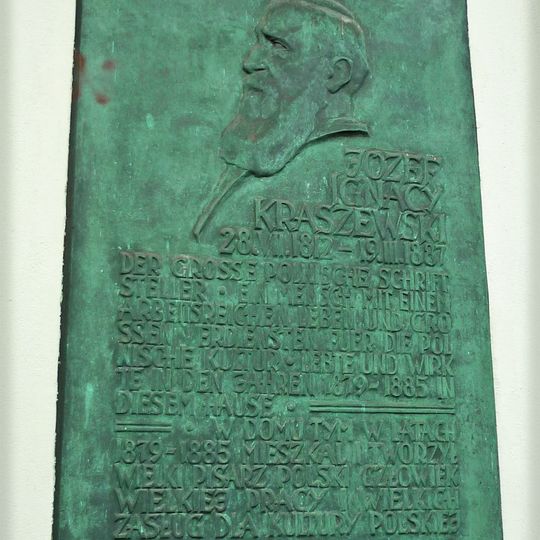 JOZEF
IGNACY
KRASZEWSKI
28.VII.1812 – 19.III.1887
DER GROSSE POLNISCHE SCHRIFT
STELLER · EIN MENSCH MIT EINEM
ARBEITSREICHEN LEBEN UND GRO
SSEN VERDIENSTEN FUER DIE POL
NISCHE KULTUR · LEBTE UND WIRK
TE IN DEN JAHREN 1879–1885 IN
DIESEM HAUSE ·
· W DOMU TYM W LATACH
1879–1885 MIESZKAŁ I TWORZYŁ
WIELKI PISARZ POLSKI CZŁOWIEK
WIELKIEJ PRACY I WIELKICH
ZASŁUG DLA KULTURY POLSKIEJ